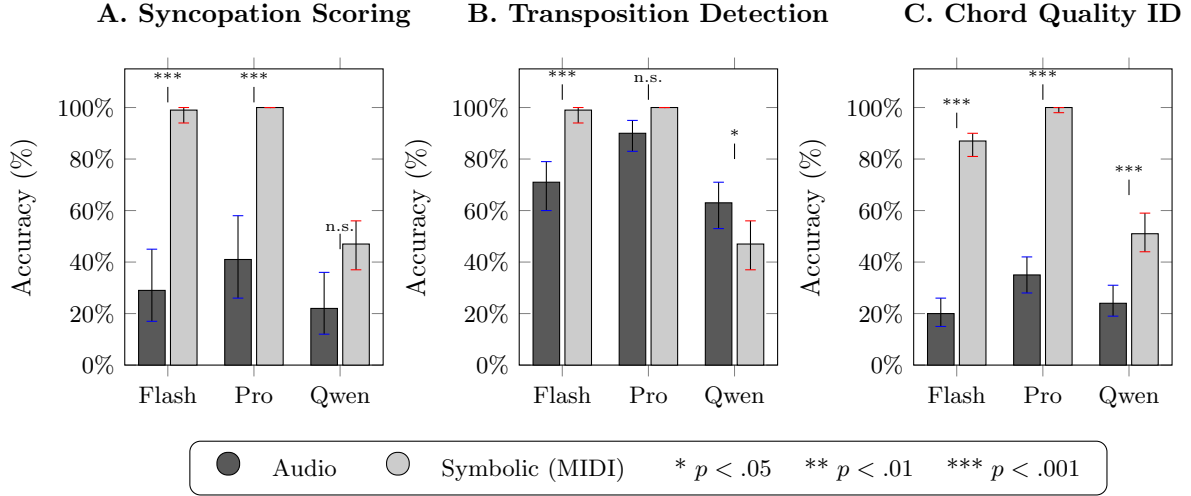 A. Syncopation Scoring
Accuracy (%)
100%
80%
60%
40%
20%
0%
***
***
n.s.
Flash Pro Qwen
B. Transposition Detection
Accuracy (%)
100%
80%
60%
40%
20%
0%
***
n.s.
*
Flash Pro Qwen
C. Chord Quality ID
Accuracy (%)
100%
80%
60%
40%
20%
0%
***
***
***
Flash Pro Qwen
Audio Symbolic (MIDI) * p < .05 ** p < .01 *** p < .001